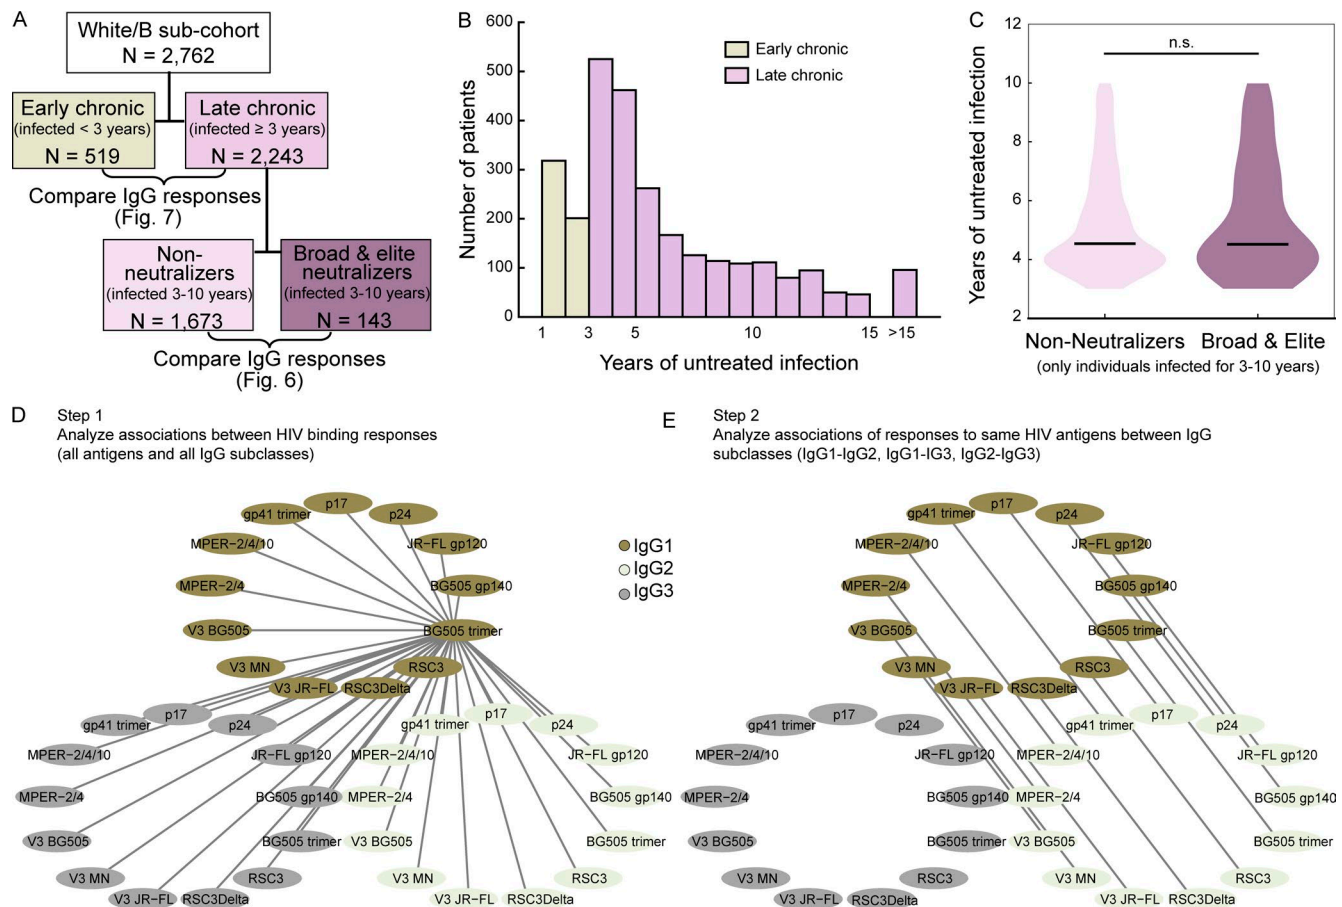 A
White/B sub-cohort
N = 2,762
Early chronic
(infected < 3 years)
N = 519
Late chronic
(infected ≥ 3 years)
N = 2,243
Compare IgG responses
(Fig. 7)
Non-
neutralizers
(infected 3-10 years)
N = 1,673
Broad & elite
neutralizers
(infected 3-10 years)
N = 143
Compare IgG responses
(Fig. 6)
B
Number of patients
600
500
400
300
200
100
0
Early chronic
Late chronic
1 3 5 10 15 >15
Years of untreated infection
C
Years of untreated infection
12
10
8
6
4
2
n.s.
Non-Neutralizers Broad & Elite
(only individuals infected for 3-10 years)
D
Step 1
Analyze associations between HIV binding responses
(all antigens and all IgG subclasses)
p17
gp41 trimer
p24
MPER-2/4/10
JR-FL gp120
MPER-2/4
BG505 gp140
V3 BG505
BG505 trimer
V3 MN
RSC3
V3 JR-FL
RSC3Delta
p17
gp41 trimer
p24
MPER-2/4/10
JR-FL gp120
MPER-2/4
BG505 gp140
V3 BG505
BG505 trimer
V3 MN
RSC3
V3 JR-FL
RSC3Delta
p17
gp41 trimer
p24
MPER-2/4/10
JR-FL gp120
MPER-2/4
BG505 gp140
V3 BG505
BG505 trimer
V3 MN
RSC3
V3 JR-FL
RSC3Delta
IgG1
IgG2
IgG3
E
Step 2
Analyze associations of responses to same HIV antigens between IgG
subclasses (IgG1-IgG2, IgG1-IG3, IgG2-IgG3)
p17
gp41 trimer
p24
MPER-2/4/10
JR-FL gp120
MPER-2/4
BG505 gp140
V3 BG505
BG505 trimer
V3 MN
RSC3
V3 JR-FL
RSC3Delta
p17
gp41 trimer
p24
MPER-2/4/10
JR-FL gp120
MPER-2/4
BG505 gp140
V3 BG505
BG505 trimer
V3 MN
RSC3
V3 JR-FL
RSC3Delta
p17
gp41 trimer
p24
MPER-2/4/10
JR-FL gp120
MPER-2/4
BG505 gp140
V3 BG505
BG505 trimer
V3 MN
RSC3
V3 JR-FL
RSC3Delta